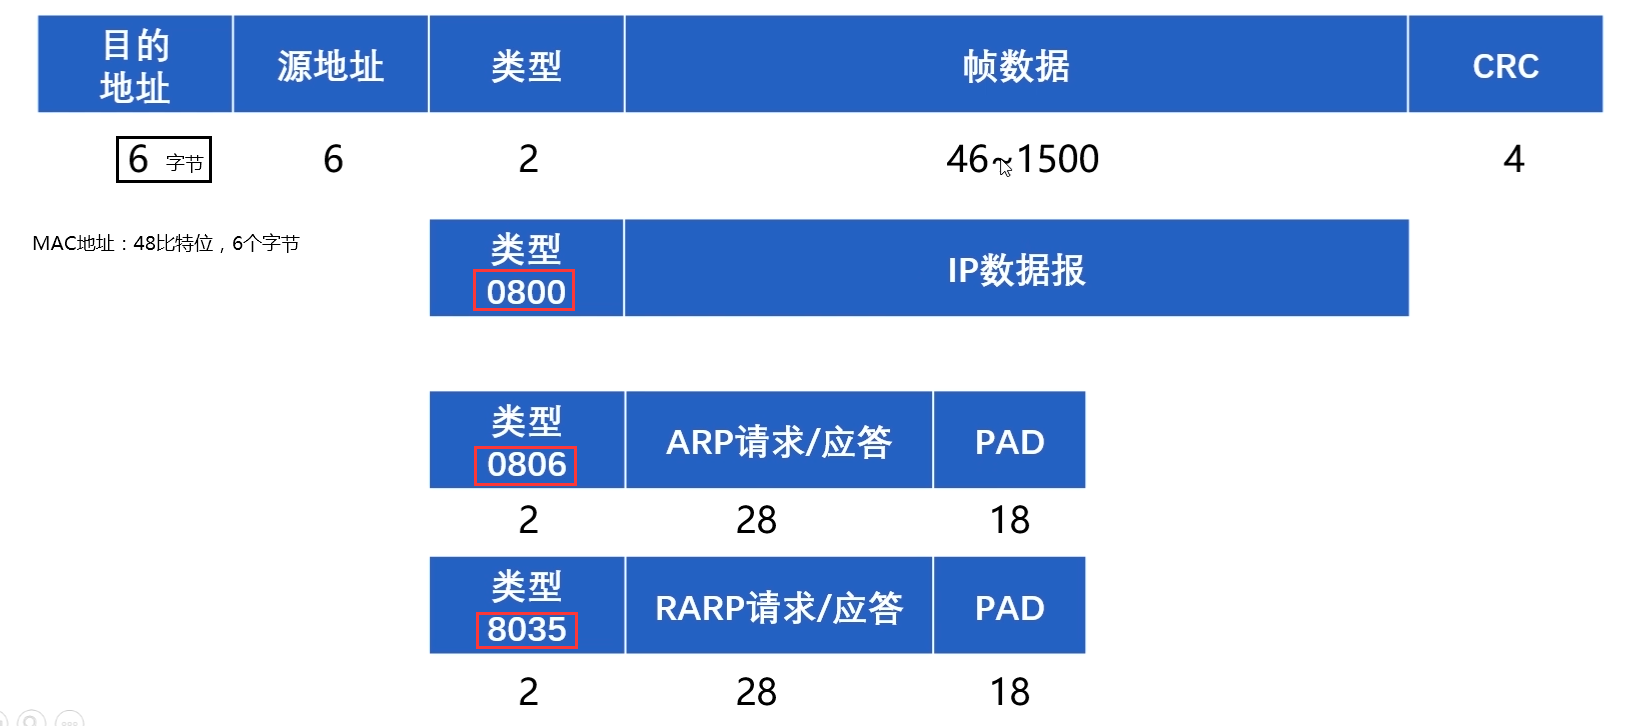 目的
地址
源地址
类型
帧数据
CRC
6 字节
6
2
46~1500
4
MAC地址：48比特位，6个字节
类型
0800
IP数据报
类型
0806
ARP请求/应答
PAD
2
28
18
类型
8035
RARP请求/应答
PAD
2
28
18